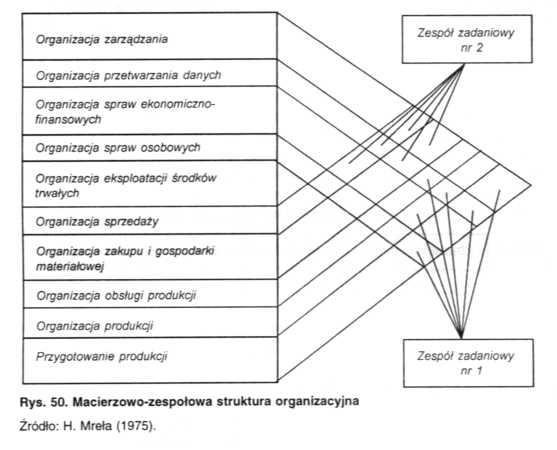 Organizacja zarządzania
Organizacja przetwarzania danych
Organizacja spraw ekonomiczno-
finansowych
Organizacja spraw osobowych
Organizacja eksploatacji środków
trwałych
Organizacja sprzedaży
Organizacja zakupu i gospodarki
materiałowej
Organizacja obsługi produkcji
Organizacja produkcji
Przygotowanie produkcji
Zespół zadaniowy
nr 2
Zespół zadaniowy
nr 1
Rys. 50. Macierzowo-zespołowa struktura organizacyjna
Źródło: H. Mreła (1975).